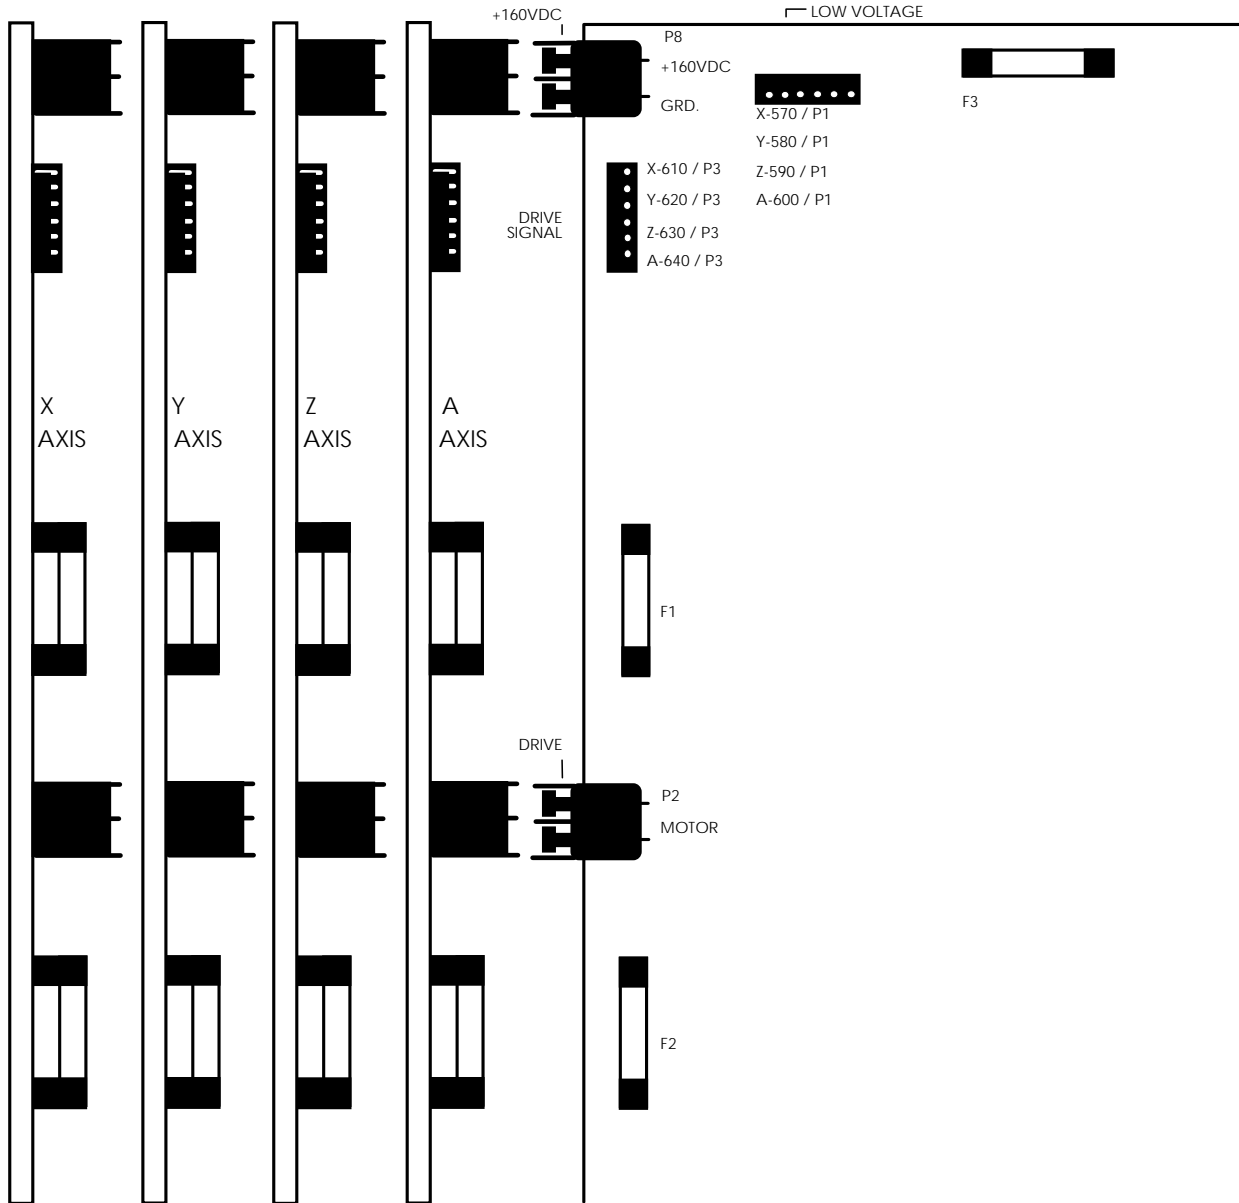 LOW VOLTAGE
+160VDC
P8
+160VDC
GRD.
F3
X-570 / P1
Y-580 / P1
Z-590 / P1
A-600 / P1
X-610 / P3
Y-620 / P3
Z-630 / P3
A-640 / P3
DRIVE
SIGNAL
X
AXIS
Y
AXIS
Z
AXIS
A
AXIS
F1
DRIVE
P2
MOTOR
F2